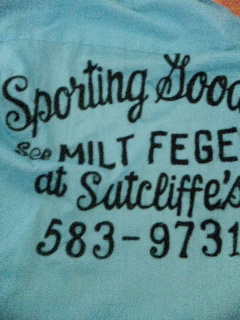 Sporting Good
See MILT FEGE
at Sutcliffe's
583-9731